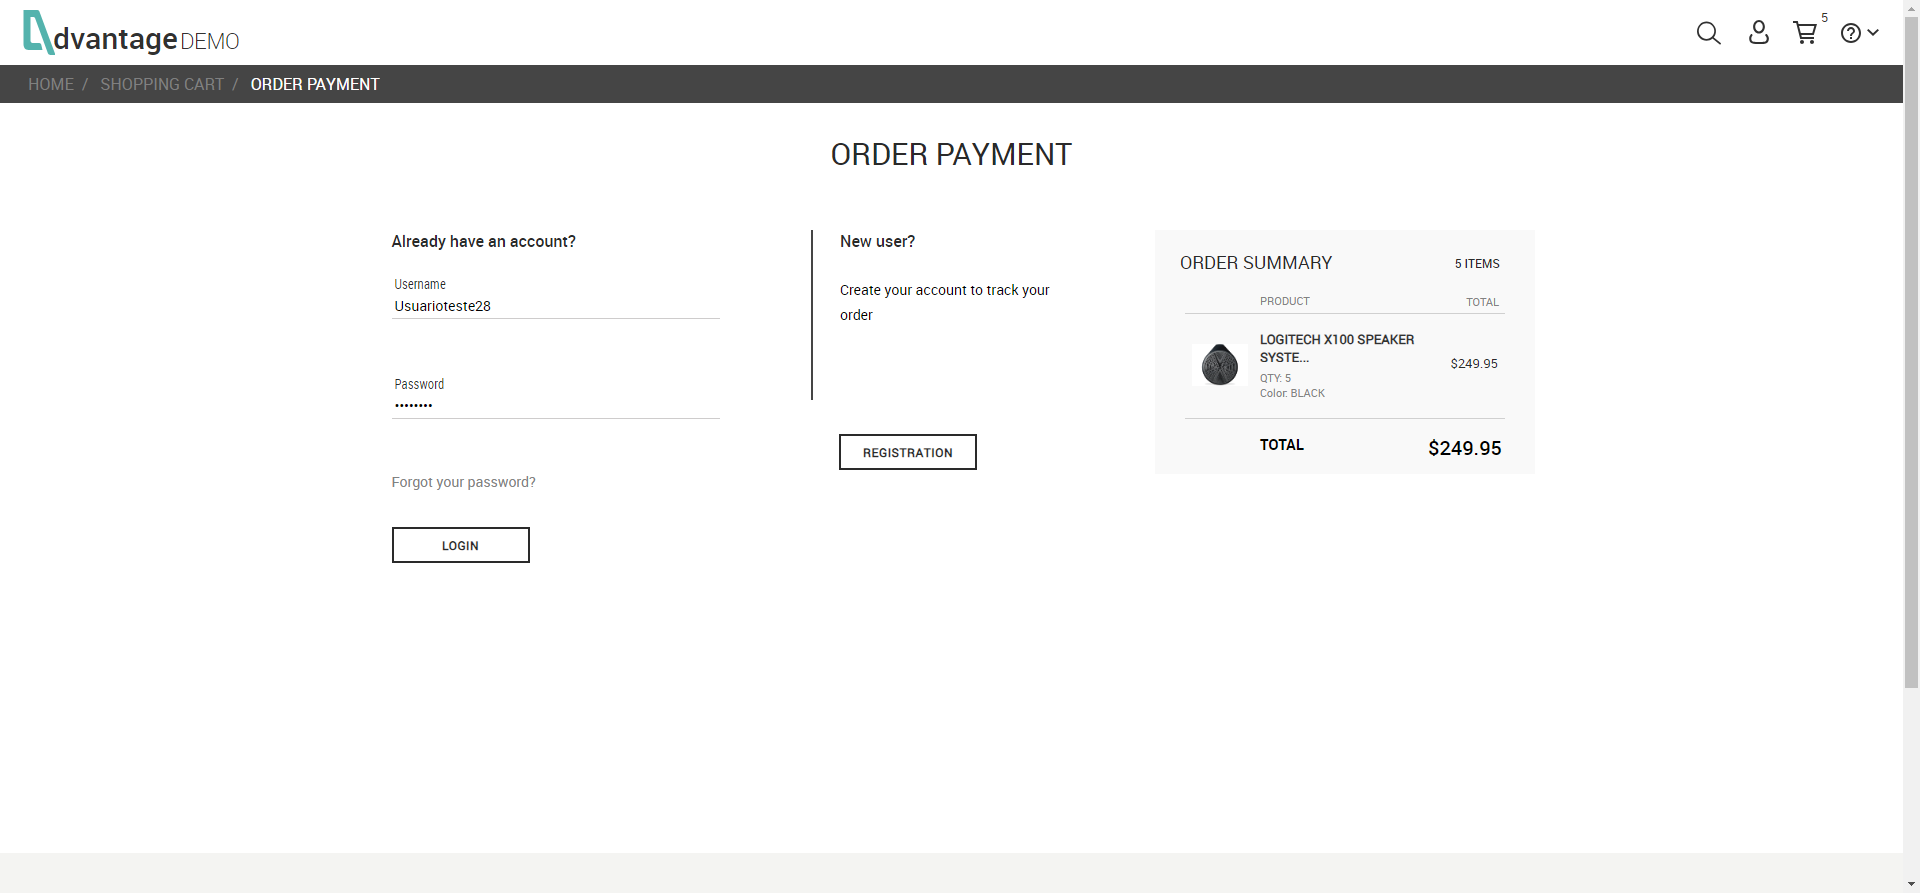 dvantage DEMO
5
HOME / SHOPPING CART / ORDER PAYMENT
ORDER PAYMENT
Already have an account?
Username
Usuarioteste28
Password
••••••••
Forgot your password?
LOGIN
New user?
Create your account to track your
order
REGISTRATION
ORDER SUMMARY
5 ITEMS
PRODUCT
TOTAL
LOGITECH X100 SPEAKER
SYSTE...
QTY: 5
Color: BLACK
$249.95
TOTAL
$249.95